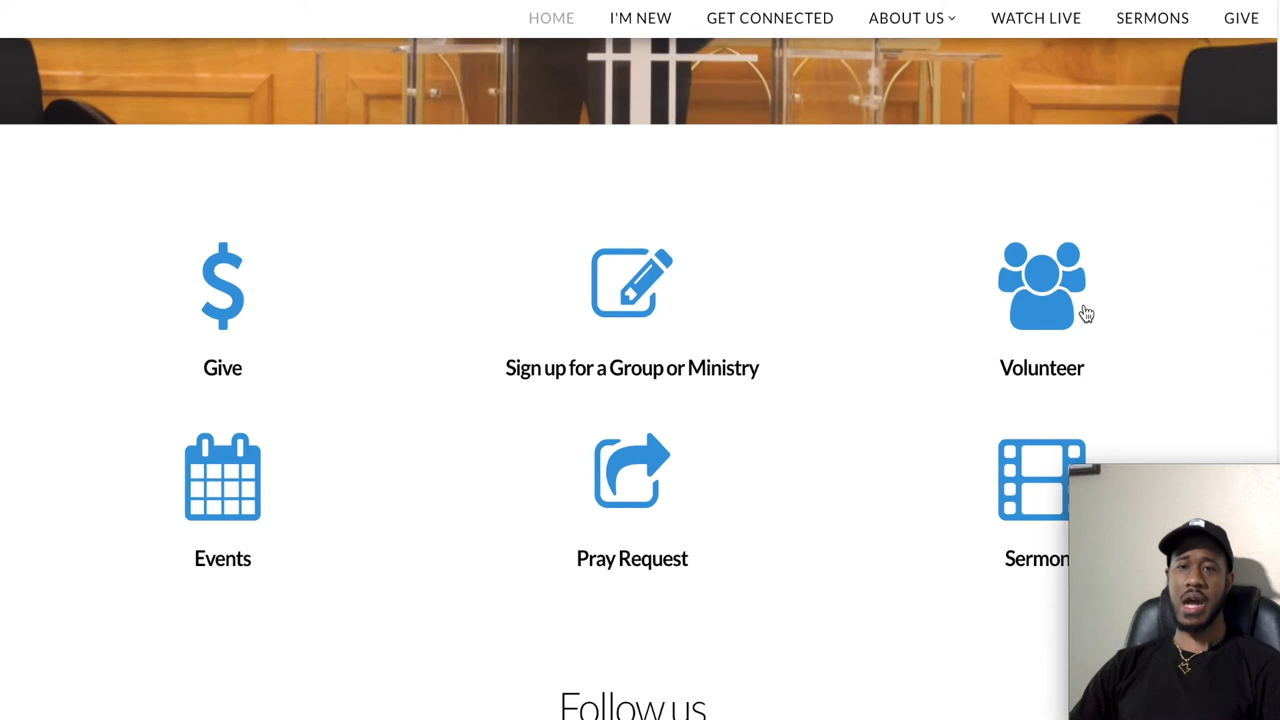 HOME I'M NEW GET CONNECTED ABOUT US WATCH LIVE SERMONS GIVE
Give Sign up for a Group or Ministry Volunteer
Events Pray Request Sermon
Follow us